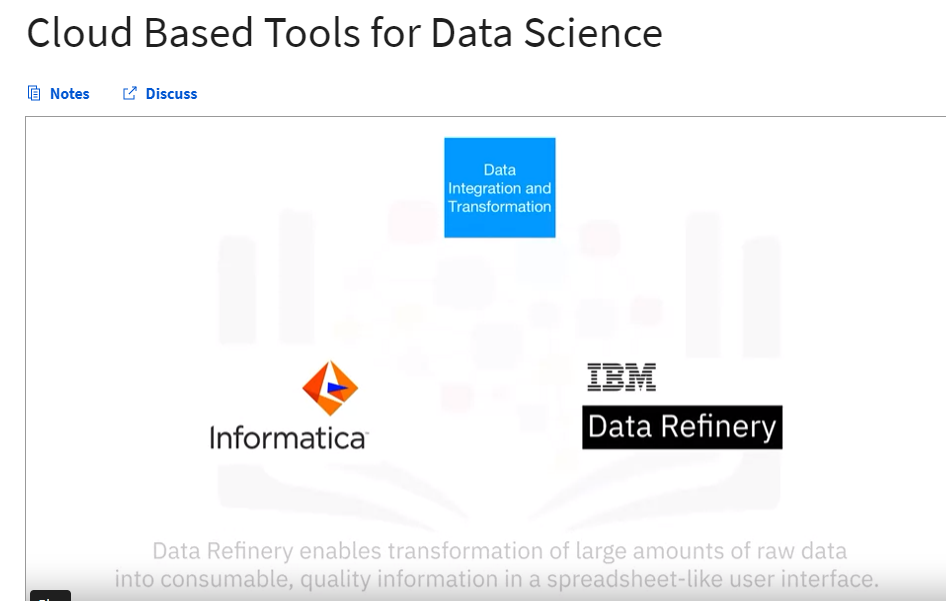 Cloud Based Tools for Data Science
Notes
Discuss
Data
Integration and
Transformation
Informatica
IBM
Data Refinery
Data Refinery enables transformation of large amounts of raw data
into consumable, quality information in a spreadsheet-like user interface.